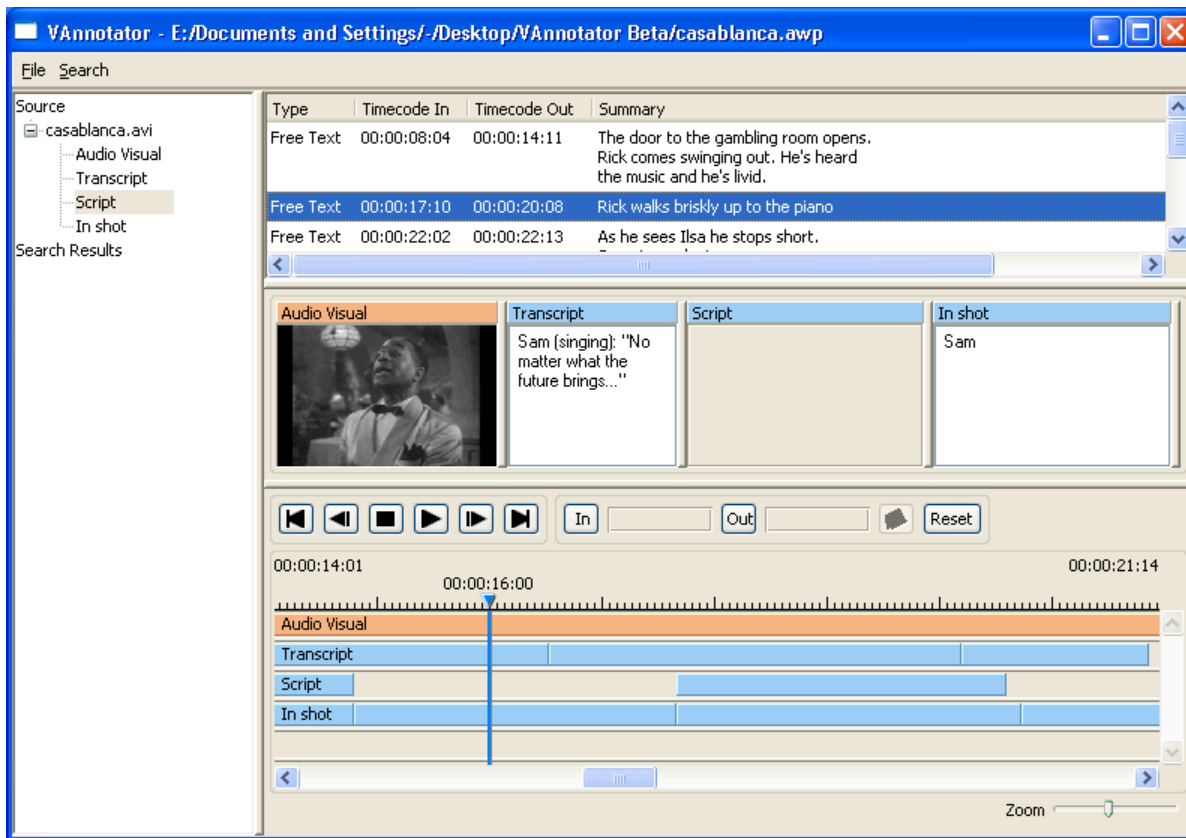 VAnnotator - E:/Documents and Settings/-/Desktop/VAnnotator Beta/casablanca.awp
File Search
Source
casablanca.avi
Audio Visual
Transcript
Script
In shot
Search Results
Type Timecode In Timecode Out Summary
Free Text 00:00:08:04 00:00:14:11 The door to the gambling room opens.
Rick comes swinging out. He's heard
the music and he's livid.
Free Text 00:00:17:10 00:00:20:08 Rick walks briskly up to the piano
Free Text 00:00:22:02 00:00:22:13 As he sees Ilsa he stops short.
Audio Visual Transcript Script In shot
Sam (singing): "No
matter what the
future brings..."
Sam
In Out Reset
00:00:14:01 00:00:21:14
00:00:16:00
Audio Visual
Transcript
Script
In shot
Zoom